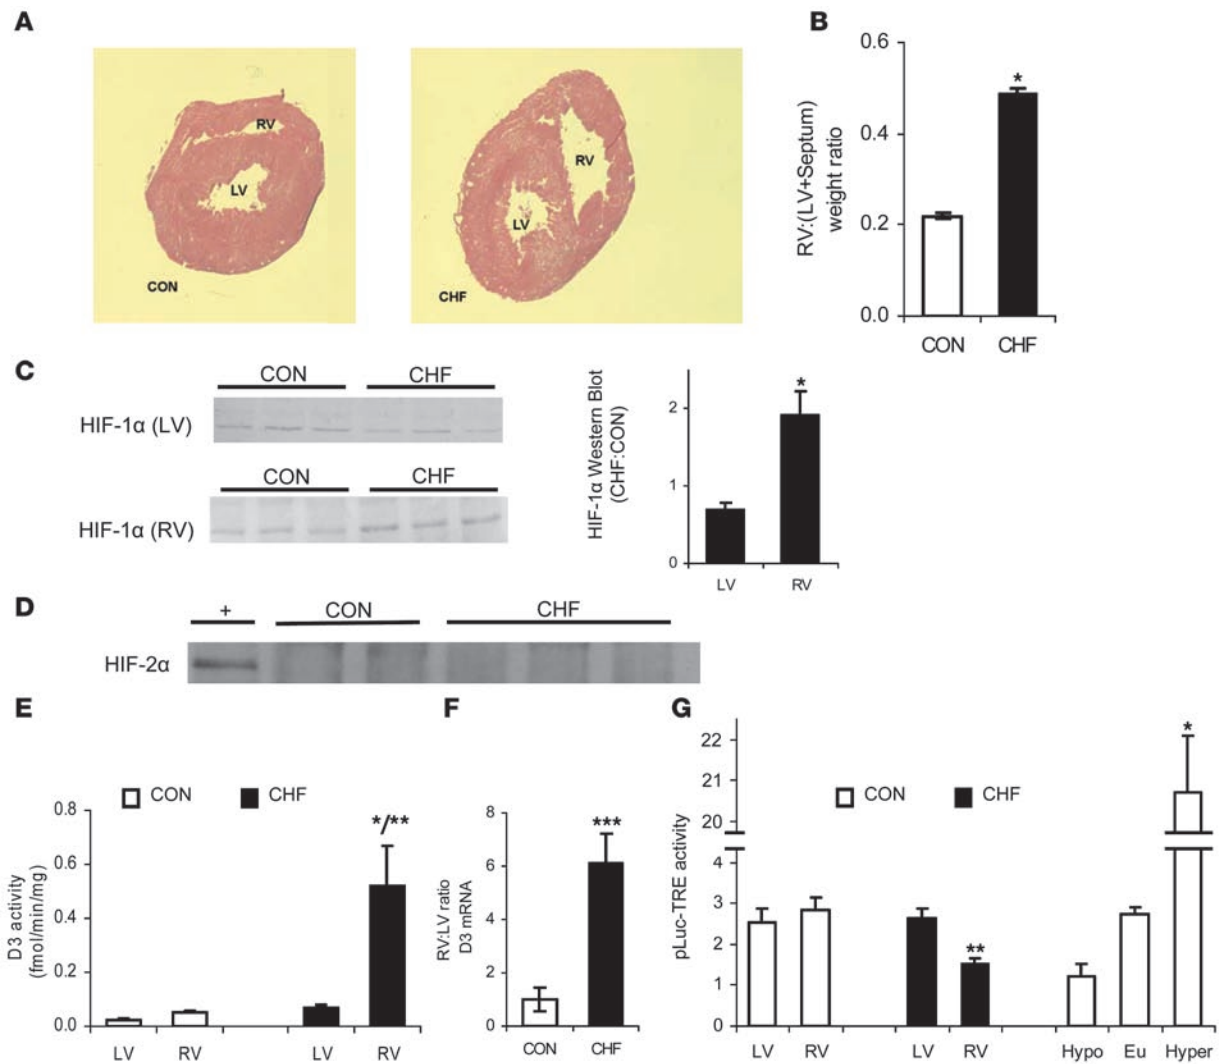 A
RV
LV
CON
RV
LV
CHF
B
RV:(LV+Septum)
weight ratio
0.6
0.4
0.2
0.0
*
CON CHF
C
CON CHF
HIF-1α (LV)
CON CHF
HIF-1α (RV)
HIF-1α Western Blot
(CHF:CON)
2
1
0
*
LV RV
D
+ CON CHF
HIF-2α
E
CON CHF
D3 activity
(fmol/min/mg)
0.8
0.6
0.4
0.2
0.0
*/**
LV RV LV RV
F
RV:LV ratio
D3 mRNA
8
6
4
2
0
***
CON CHF
G
CON CHF
pLuc-TRE activity
22
21
20
4
3
2
1
0
**
*
LV RV LV RV Hypo Eu Hyper